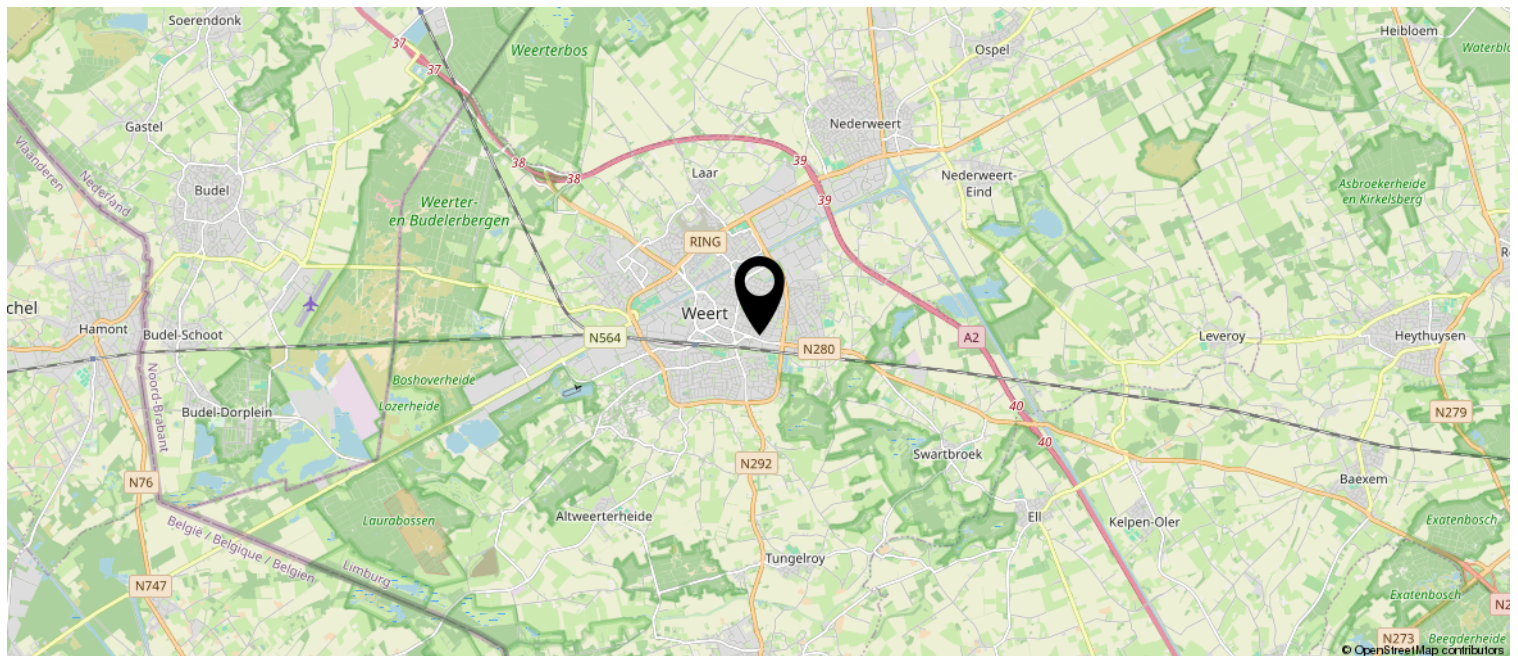 Soerendonk
37
37
Weerterbos
Ospel
Heibloem
Gastel
Vlaanderen
Nederland
Budel
Nederweert
38
38
39
39
Laar
Nederweert-
Eind
Asbroekerheide
en Kirkelsberg
Weerter-
en Budelerbergen
RING
chel
Hamont
Budel-Schoot
Weert
N564
N280
A2
Leveroy
Heythuysen
Noord-Brabant
Boshoverheide
Lozerheide
Budel-Dorplein
40
40
N279
N76
N292
Swartbroek
Baexem
Laurabossen
Altweerterheide
Ell
Kelpen-Oler
Exatenbosch
België / Belgique / Belgien
Limburg
Tungelroy
N747
Exatenbosch
N273
Beegderheide
© OpenStreetMap contributors